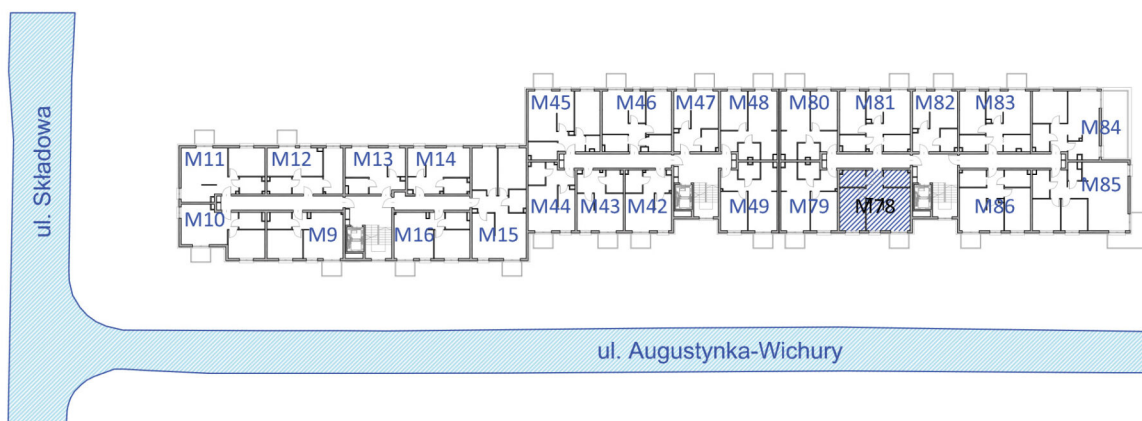 ul. Składowa
M45
M46
M47
M48
M80
M81
M82
M83
M84
M11
M12
M13
M14
M44
M43
M42
M49
M79
M78
M86
M85
M10
M9
M16
M15
ul. Augustynka-Wichury